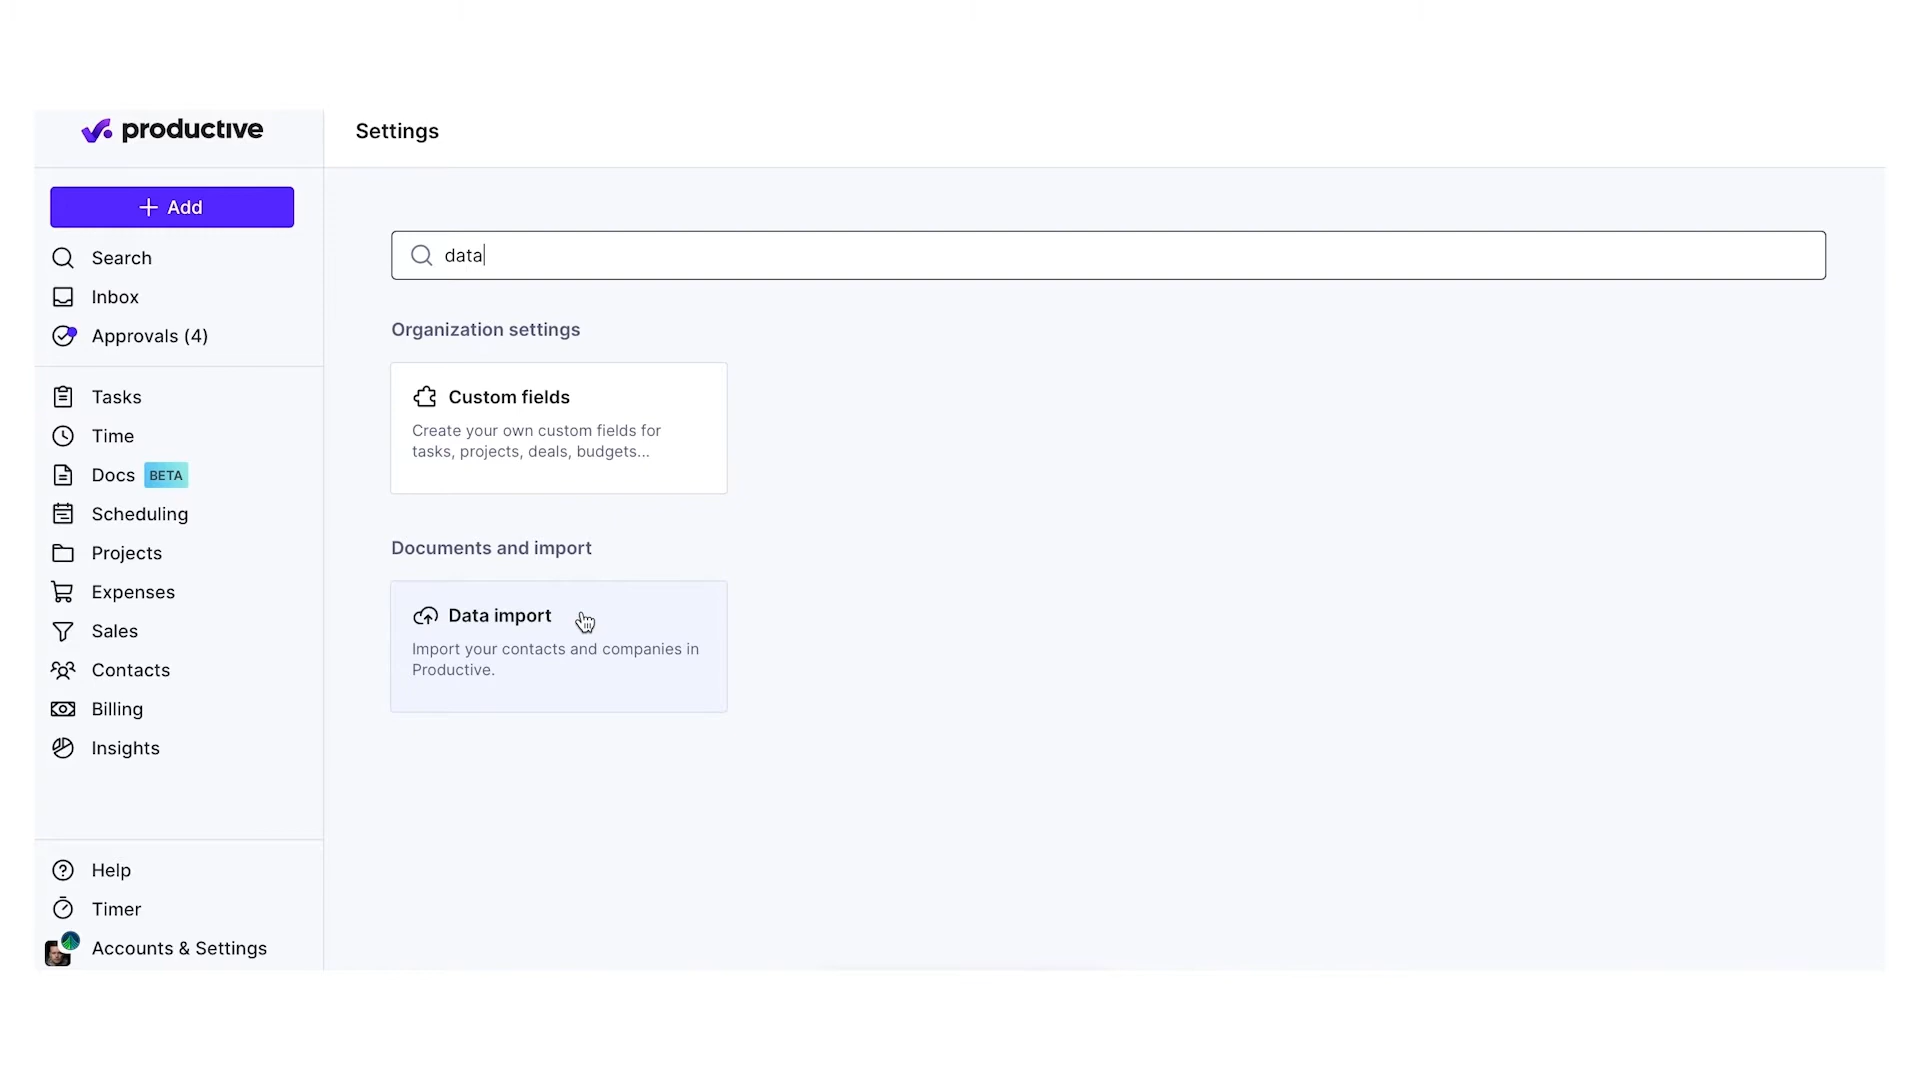 productive
Settings
Add
data
Search
Inbox
Approvals (4)
Organization settings
Custom fields
Create your own custom fields for
tasks, projects, deals, budgets...
Tasks
Time
Docs BETA
Scheduling
Projects
Expenses
Sales
Contacts
Billing
Insights
Documents and import
Data import
Import your contacts and companies in
Productive.
Help
Timer
Accounts & Settings